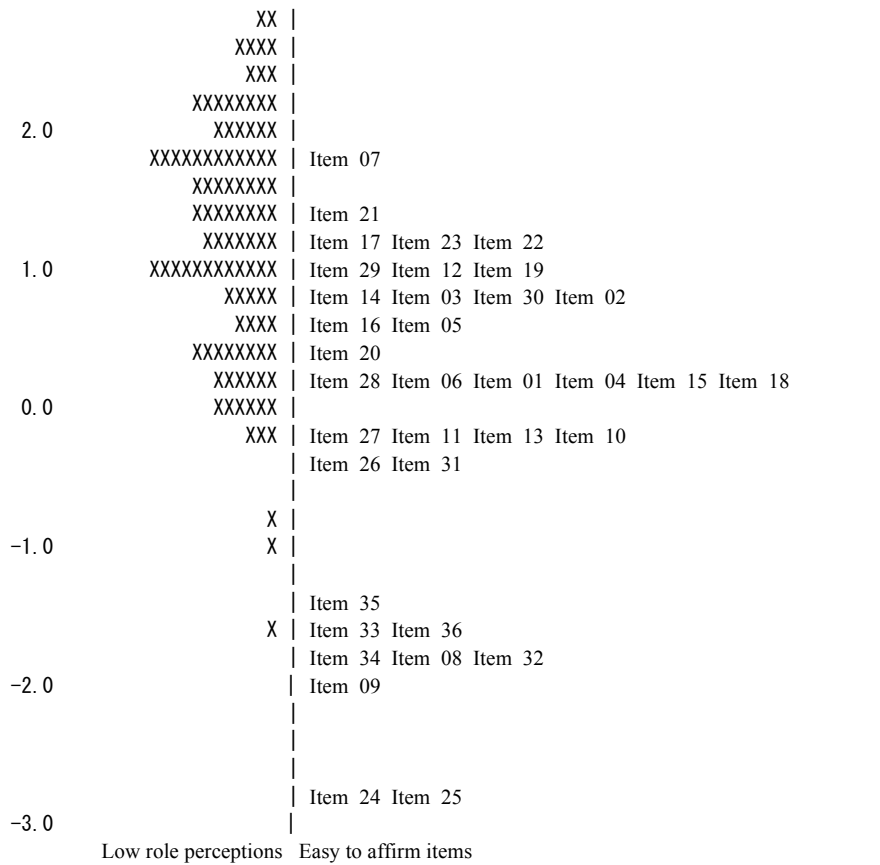 XX |
XXXX |
XXX |
XXXXXXXX |
2.0 XXXXXX |
XXXXXXXXXXXX | Item 07
XXXXXXXX |
XXXXXXXX | Item 21
XXXXXXX | Item 17 Item 23 Item 22
1.0 XXXXXXXXXXXX | Item 29 Item 12 Item 19
XXXXX | Item 14 Item 03 Item 30 Item 02
XXXX | Item 16 Item 05
XXXXXXXX | Item 20
XXXXXX | Item 28 Item 06 Item 01 Item 04 Item 15 Item 18
0.0 XXXXXX |
XXX | Item 27 Item 11 Item 13 Item 10
| Item 26 Item 31
|
X |
-1.0 X |
|
| Item 35
X | Item 33 Item 36
| Item 34 Item 08 Item 32
-2.0 | Item 09
|
|
|
| Item 24 Item 25
-3.0 |
Low role perceptions Easy to affirm items